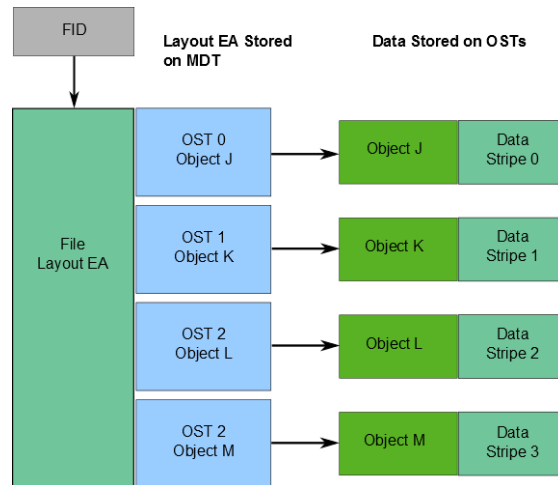 FID
Layout EA Stored
on MDT
Data Stored on OSTs
File
Layout EA
OST 0
Object J
Object J
Data
Stripe 0
OST 1
Object K
Object K
Data
Stripe 1
OST 2
Object L
Object L
Data
Stripe 2
OST 2
Object M
Object M
Data
Stripe 3